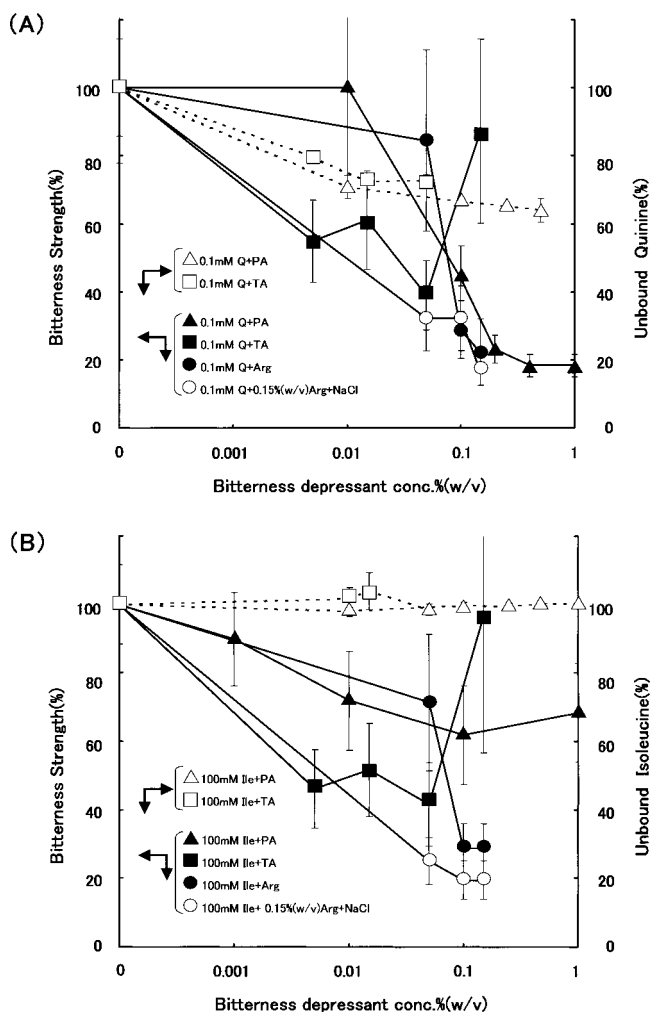 (A)
100
80
60
40
20
0
Bitterness Strength(%)
100
80
60
40
20
0
Unbound Quinine(%)
0.1mM Q+PA
0.1mM Q+TA
0.1mM Q+PA
0.1mM Q+TA
0.1mM Q+Arg
0.1mM Q+0.15%(w/v)Arg+NaCl
0 0.001 0.01 0.1 1
Bitterness depressant conc.%(w/v)
(B)
100
80
60
40
20
0
Bitterness Strength(%)
100
80
60
40
20
0
Unbound Isoleucine(%)
100mM Ile+PA
100mM Ile+TA
100mM Ile+PA
100mM Ile+TA
100mM Ile+Arg
100mM Ile+ 0.15%(w/v)Arg+NaCl
0 0.001 0.01 0.1 1
Bitterness depressant conc.%(w/v)